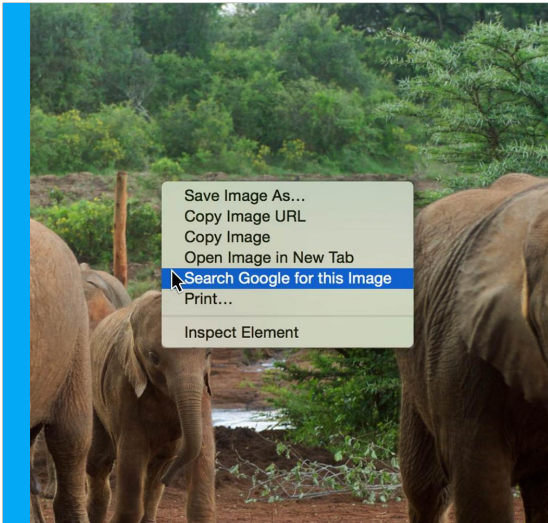 Save Image As…
Copy Image URL
Copy Image
Open Image in New Tab
Search Google for this Image
Print…
Inspect Element